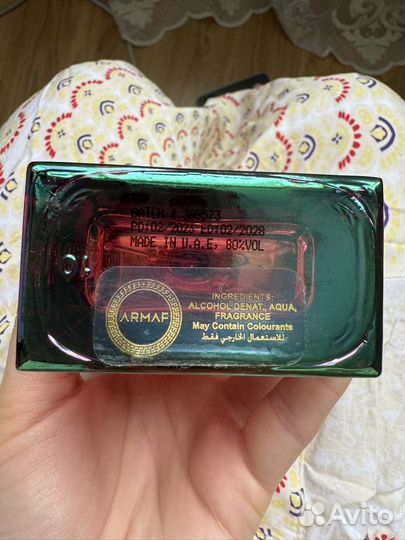 BATCH # 308673
PD:02/2023 ED:02/2028
MADE IN U.A.E, 80%VOL
ARMAF
INGREDIENTS:
ALCOHOL DENAT., AQUA,
FRAGRANCE
May Contain Colourants
للاستعمال الخارجي فقط
Avito